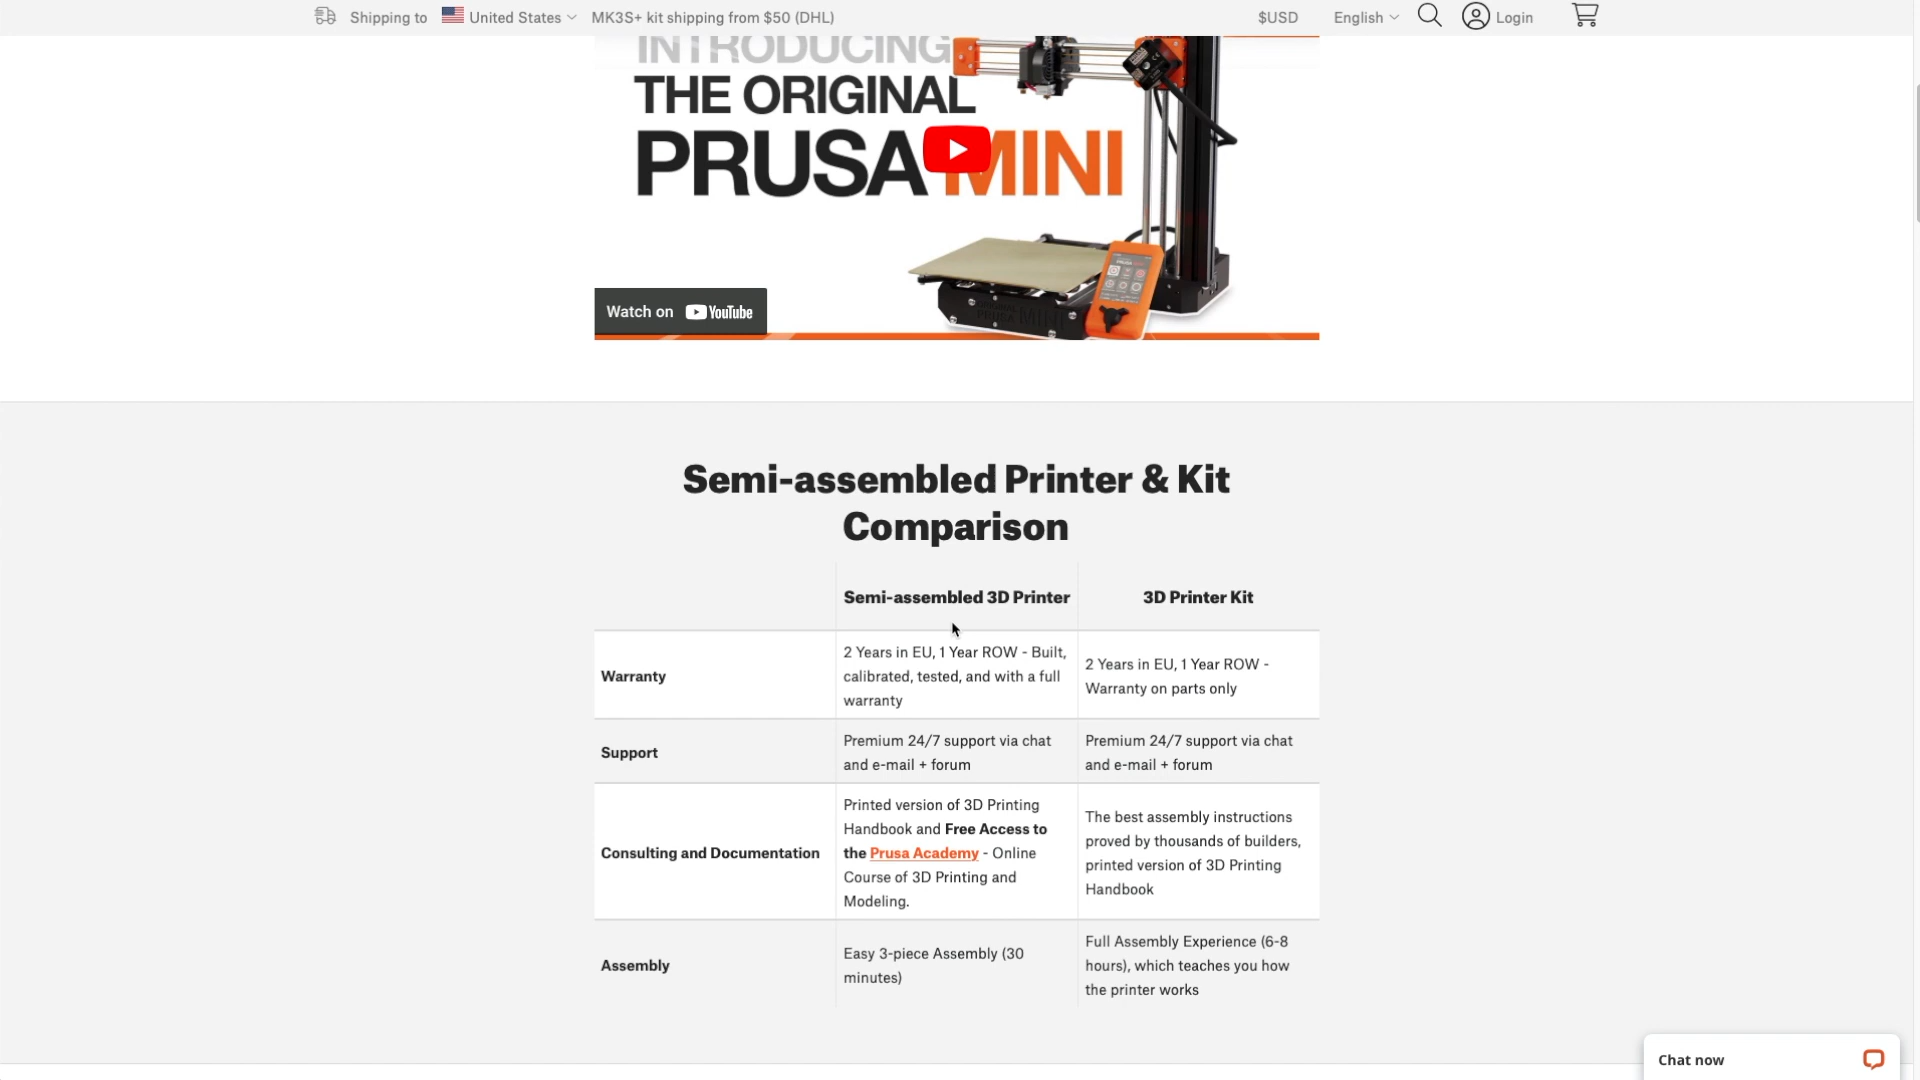 Shipping to United States MK3S+ kit shipping from $50 (DHL) $USD English Login
INTRODUCING
THE ORIGINAL
PRUSA MINI
Watch on YouTube
Semi-assembled Printer & Kit
Comparison
Semi-assembled 3D Printer 3D Printer Kit
Warranty
2 Years in EU, 1 Year ROW - Built,
calibrated, tested, and with a full
warranty
2 Years in EU, 1 Year ROW -
Warranty on parts only
Support
Premium 24/7 support via chat
and e-mail + forum
Premium 24/7 support via chat
and e-mail + forum
Consulting and Documentation
Printed version of 3D Printing
Handbook and Free Access to
the Prusa Academy - Online
Course of 3D Printing and
Modeling.
The best assembly instructions
proved by thousands of builders,
printed version of 3D Printing
Handbook
Assembly
Easy 3-piece Assembly (30
minutes)
Full Assembly Experience (6-8
hours), which teaches you how
the printer works
Chat now